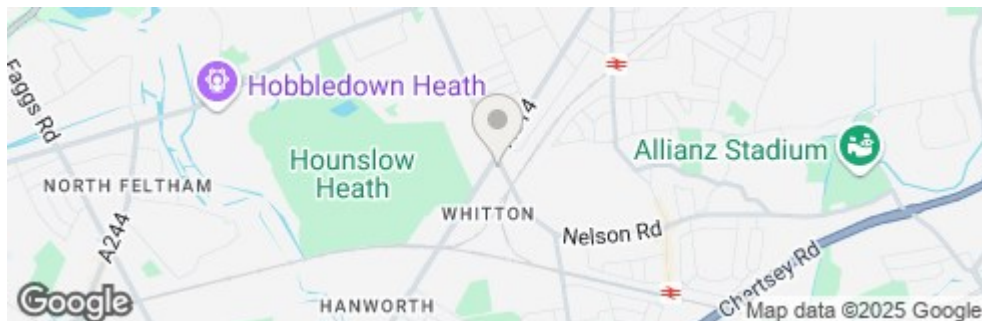 Faggs Rd
Hobbledown Heath
Allianz Stadium
Hounslow
Heath
NORTH FELTHAM
A244
WHITTON
Nelson Rd
Chertsey Rd
HANWORTH
Google
Map data ©2025 Google